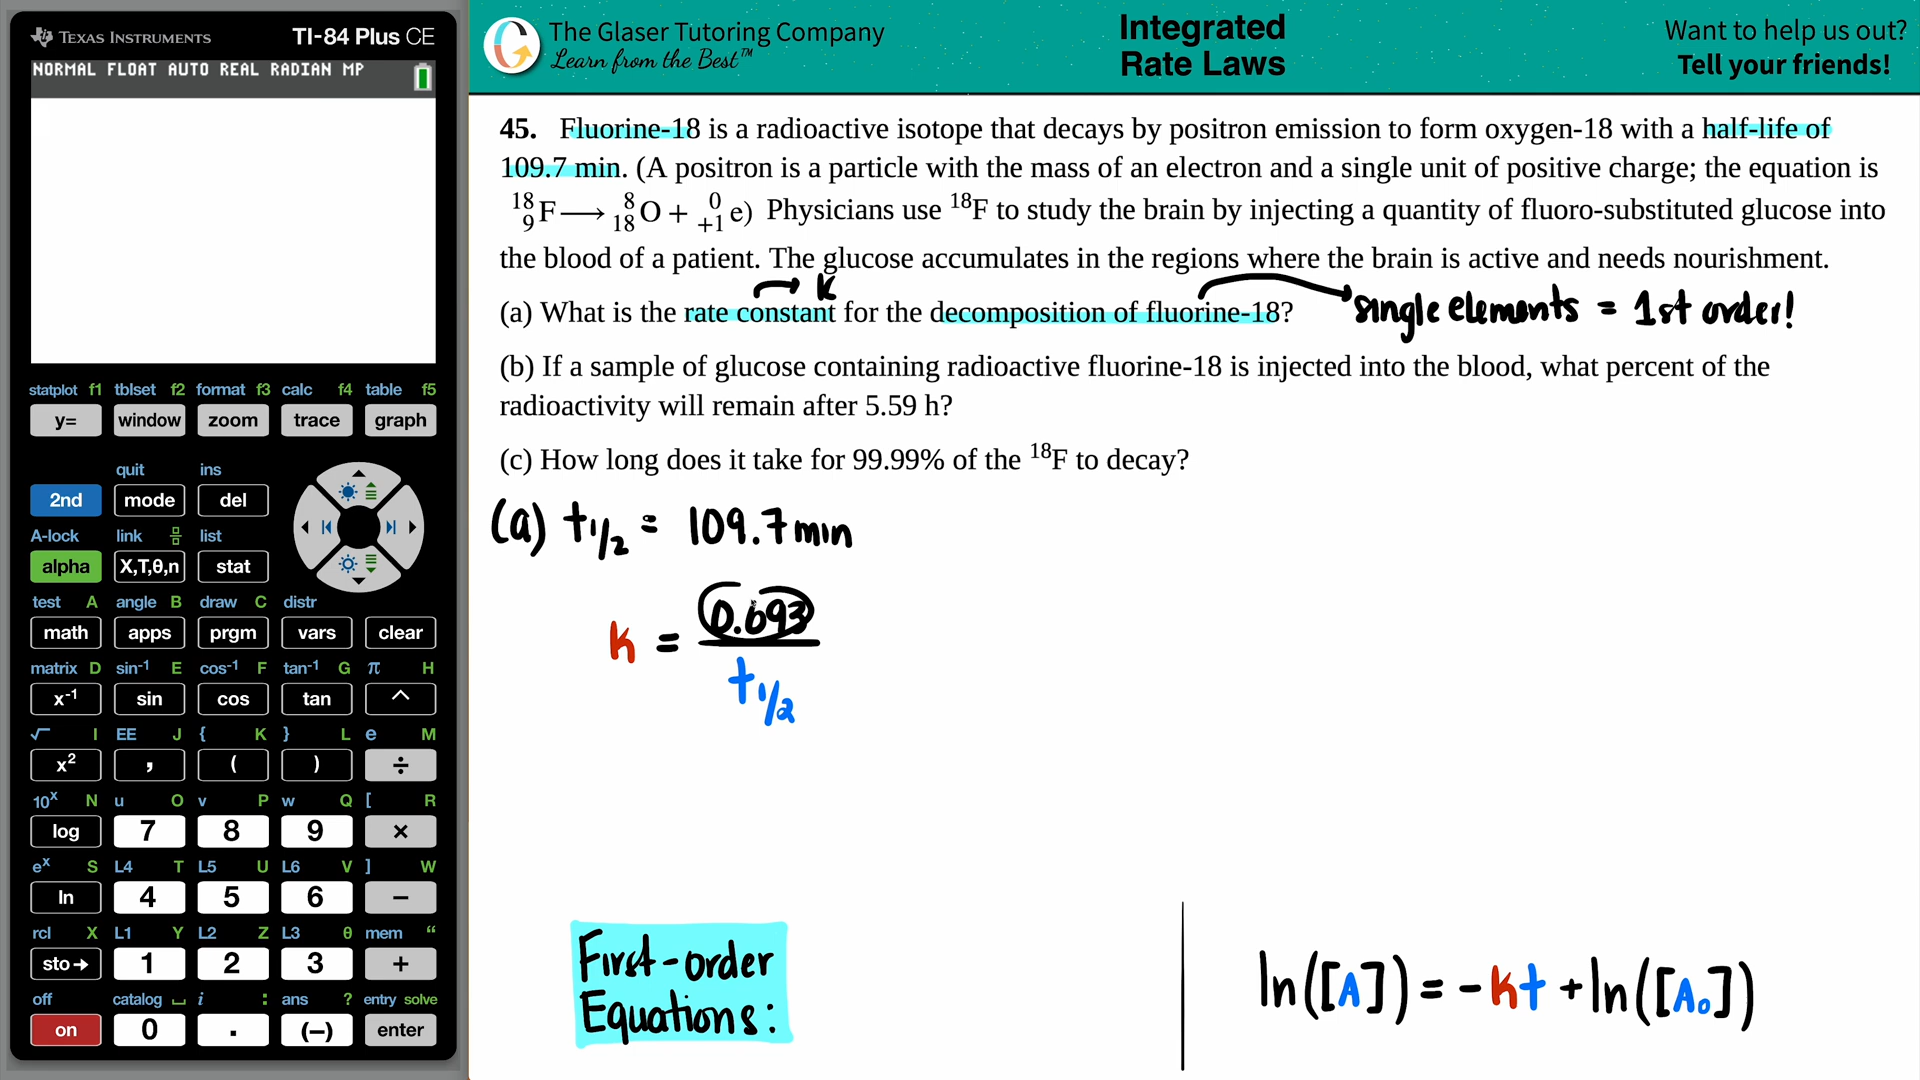 TEXAS INSTRUMENTS TI-84 Plus CE
NORMAL FLOAT AUTO REAL RADIAN MP
statplot f1 tblset f2 format f3 calc f4 table f5
y= window zoom trace graph
quit ins
2nd mode del
A-lock link list
alpha X,T,θ,n stat
test A angle B draw C distr
math apps prgm vars clear
matrix D sin⁻¹ E cos⁻¹ F tan⁻¹ G π H
x⁻¹ sin cos tan ^
√ I EE J { K } L e M
x² , ( ) ÷
10ˣ N u O v P w Q [ R
log 7 8 9 ×
eˣ S L4 T L5 U L6 V ] W
ln 4 5 6 −
rcl X L1 Y L2 Z L3 θ mem “
sto→ 1 2 3 +
off catalog ⎵ i : ans ? entry solve
on 0 . (−) enter
The Glaser Tutoring Company
Learn from the Best™
Integrated
Rate Laws
Want to help us out?
Tell your friends!
45. Fluorine-18 is a radioactive isotope that decays by positron emission to form oxygen-18 with a half-life of
109.7 min. (A positron is a particle with the mass of an electron and a single unit of positive charge; the equation is
¹⁸₉F ⟶ ⁸₁₈O + ⁰₊₁e) Physicians use ¹⁸F to study the brain by injecting a quantity of fluoro-substituted glucose into
the blood of a patient. The glucose accumulates in the regions where the brain is active and needs nourishment.
→ k
(a) What is the rate constant for the decomposition of fluorine-18? single elements = 1st order!
(b) If a sample of glucose containing radioactive fluorine-18 is injected into the blood, what percent of the
radioactivity will remain after 5.59 h?
(c) How long does it take for 99.99% of the ¹⁸F to decay?
(a) t1/2 = 109.7 min
k = 0.693
t1/2
First-order
Equations:
ln([A]) = -kt + ln([A₀])